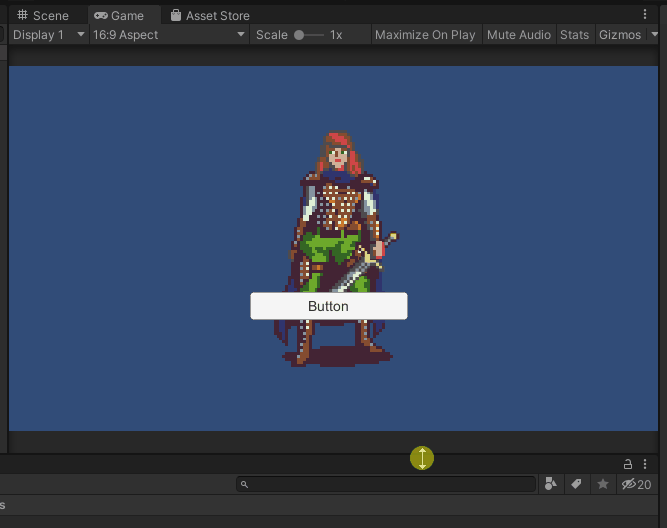 Scene Game Asset Store
Display 1 16:9 Aspect Scale 1x Maximize On Play Mute Audio Stats Gizmos
Button
20
s